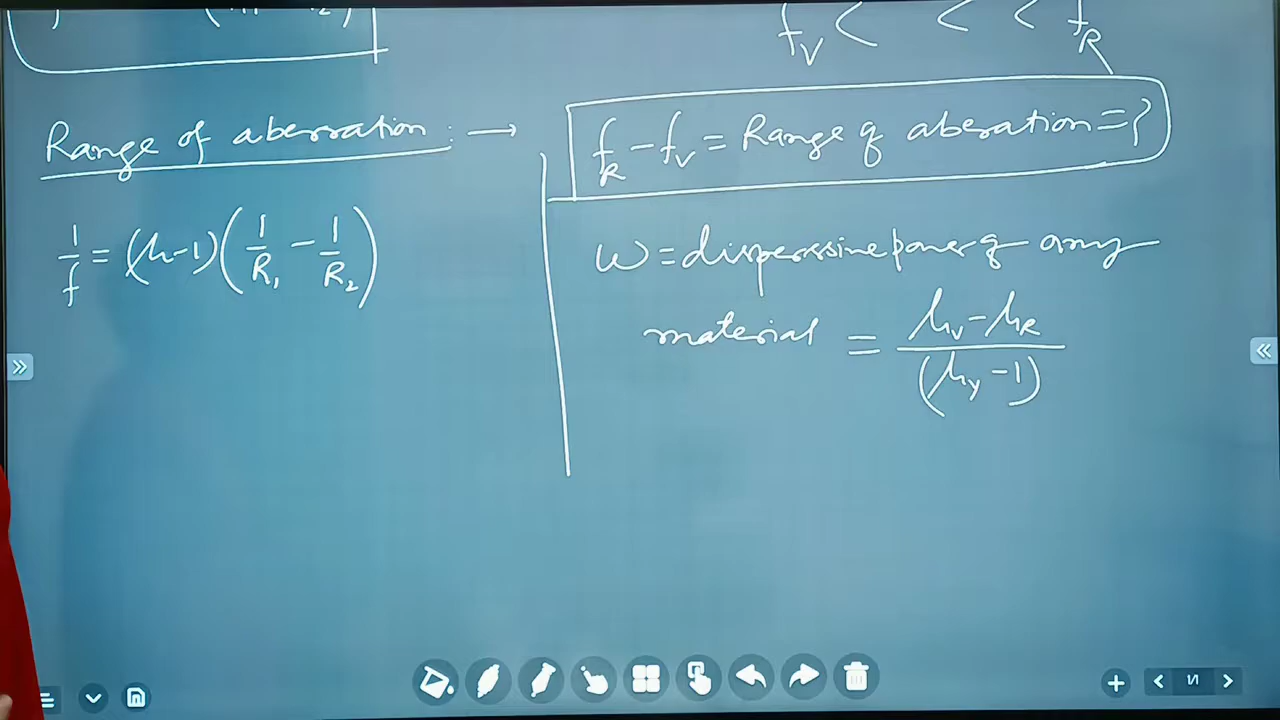 f_V < < < f_R
Range of aberration : →
f_R - f_V = Range of aberation = ?
1/f = (μ-1)(1/R₁ - 1/R₂)
ω = disperssive power of any
material = (μ_V - μ_R)/(μ_y - 1)